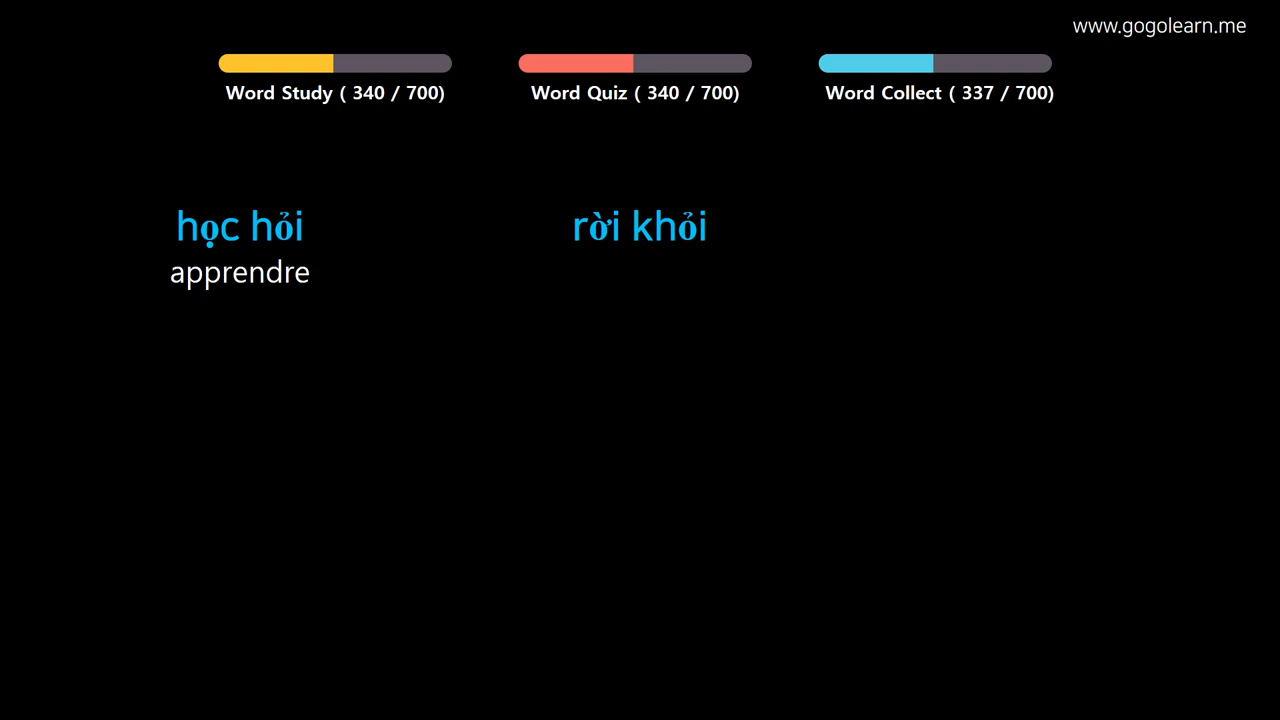 www.gogolearn.me
Word Study ( 340 / 700)
Word Quiz ( 340 / 700)
Word Collect ( 337 / 700)
học hỏi
apprendre
rời khỏi